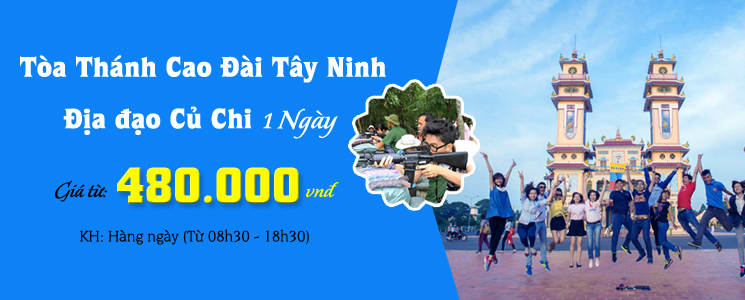 Tòa Thánh Cao Đài Tây Ninh
Địa đạo Củ Chi 1 Ngày
Giá từ: 480.000 vnđ
KH: Hàng ngày (Từ 08h30 - 18h30)